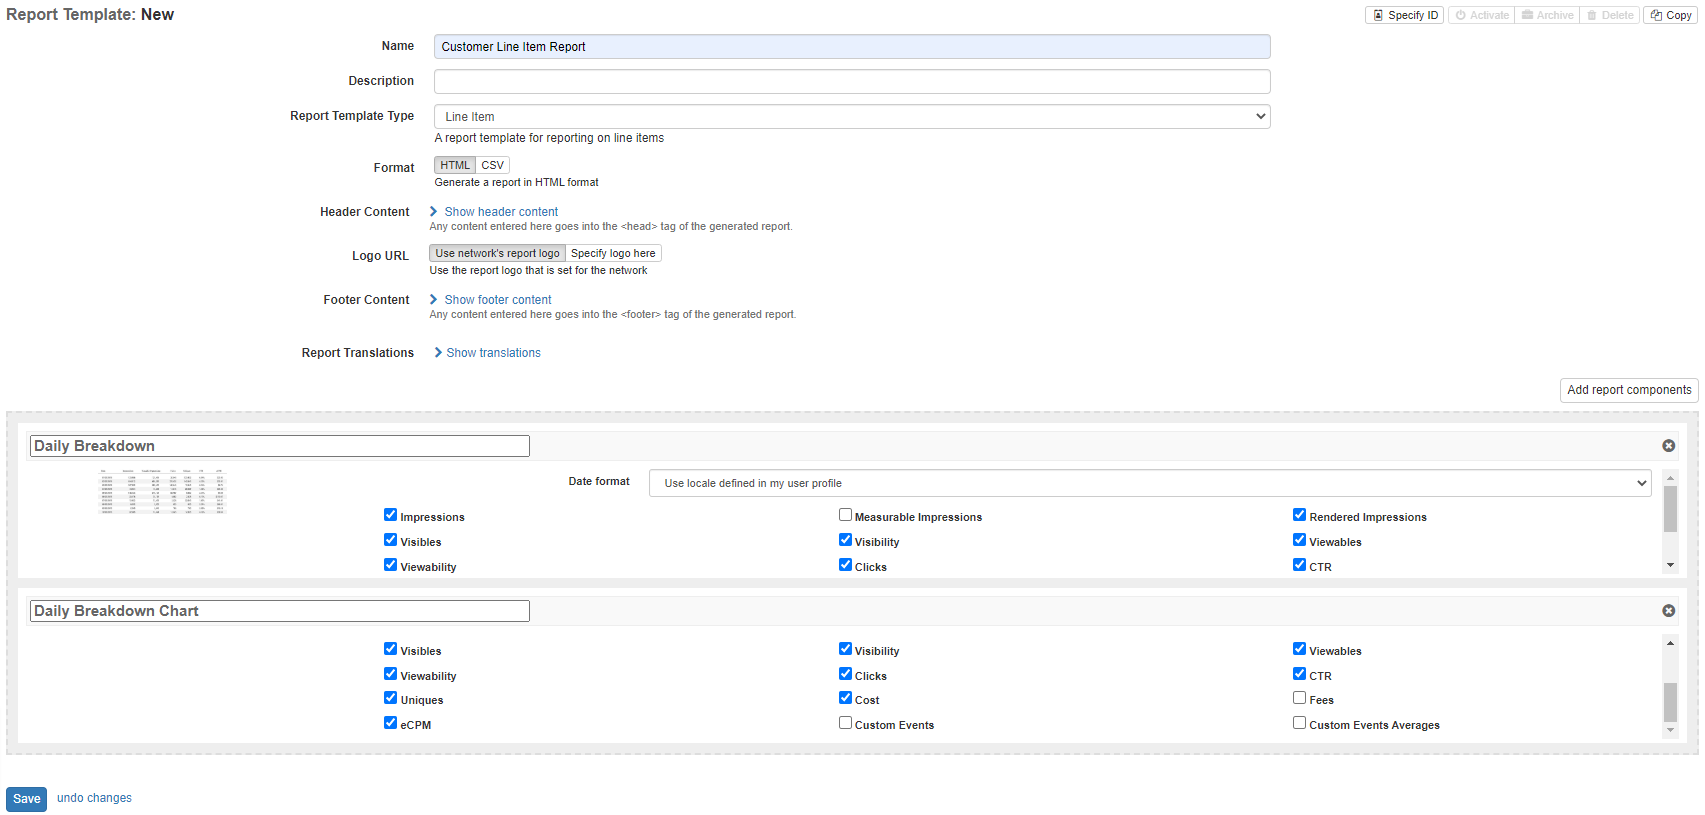 Report Template: New
Specify ID Activate Archive Delete Copy
Name Customer Line Item Report
Description
Report Template Type Line Item
A report template for reporting on line items
Format HTML CSV
Generate a report in HTML format
Header Content Show header content
Any content entered here goes into the <head> tag of the generated report.
Logo URL Use network's report logo Specify logo here
Use the report logo that is set for the network
Footer Content Show footer content
Any content entered here goes into the <footer> tag of the generated report.
Report Translations Show translations
Add report components
Daily Breakdown
Date format Use locale defined in my user profile
Impressions Measurable Impressions Rendered Impressions
Visibles Visibility Viewables
Viewability Clicks CTR
Daily Breakdown Chart
Visibles Visibility Viewables
Viewability Clicks CTR
Uniques Cost Fees
eCPM Custom Events Custom Events Averages
Save undo changes